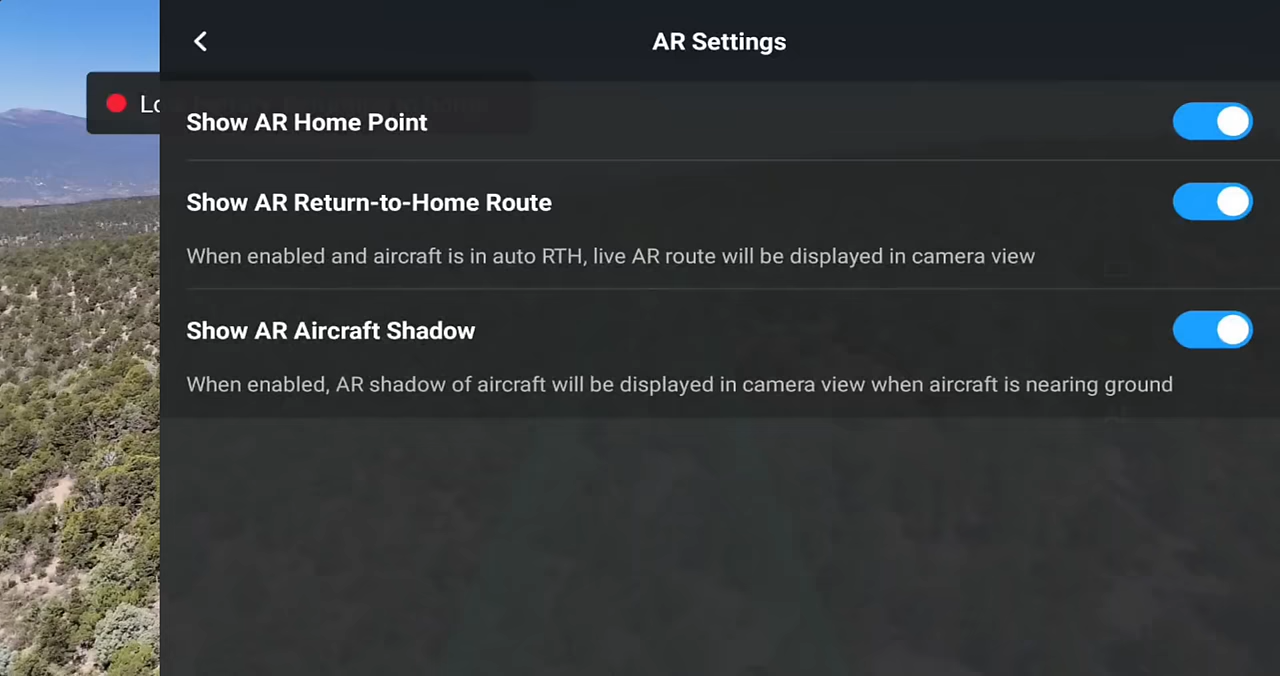 AR Settings
Lo
Show AR Home Point
Show AR Return-to-Home Route
When enabled and aircraft is in auto RTH, live AR route will be displayed in camera view
Show AR Aircraft Shadow
When enabled, AR shadow of aircraft will be displayed in camera view when aircraft is nearing ground